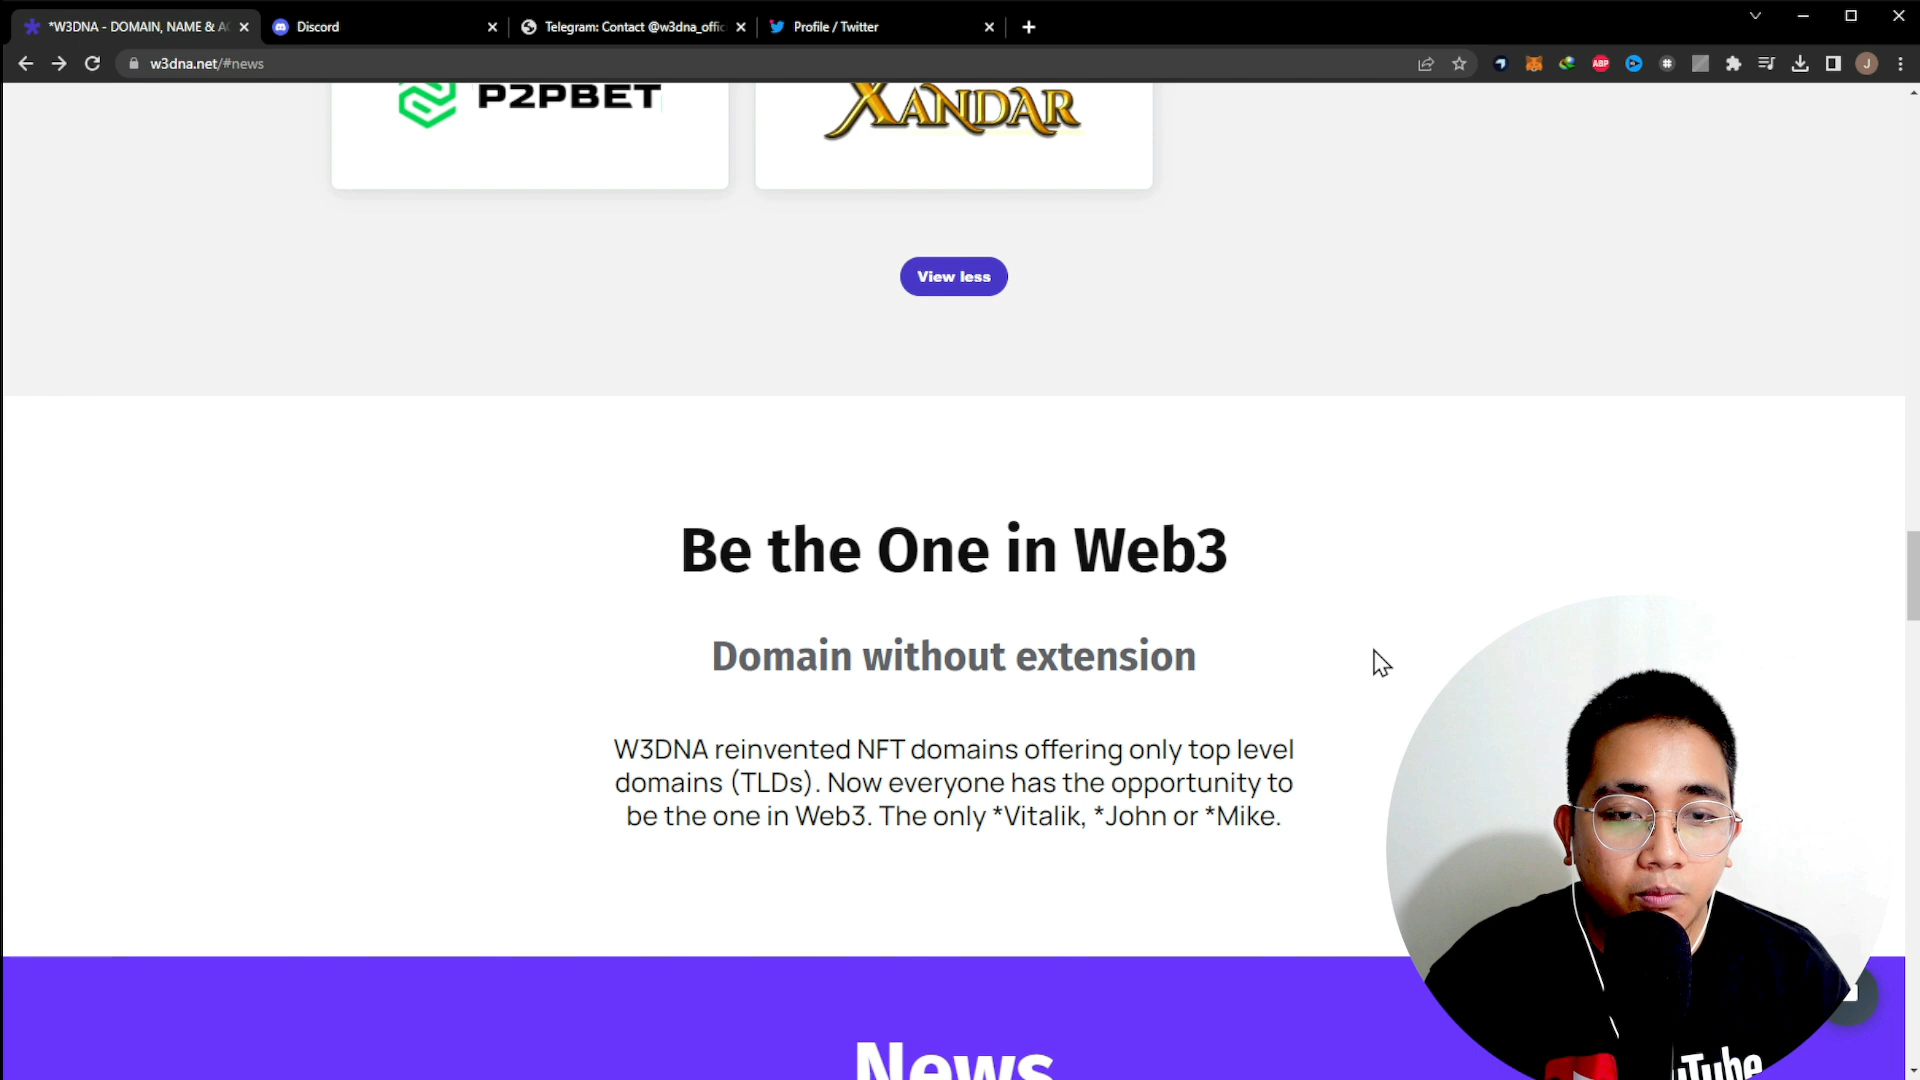 *W3DNA - DOMAIN, NAME & A
Discord
Telegram: Contact @w3dna_offic
Profile / Twitter
w3dna.net/#news
ABP
J
P2PBET
XANDAR
View less
Be the One in Web3
Domain without extension
W3DNA reinvented NFT domains offering only top level
domains (TLDs). Now everyone has the opportunity to
be the one in Web3. The only *Vitalik, *John or *Mike.
News
uTube